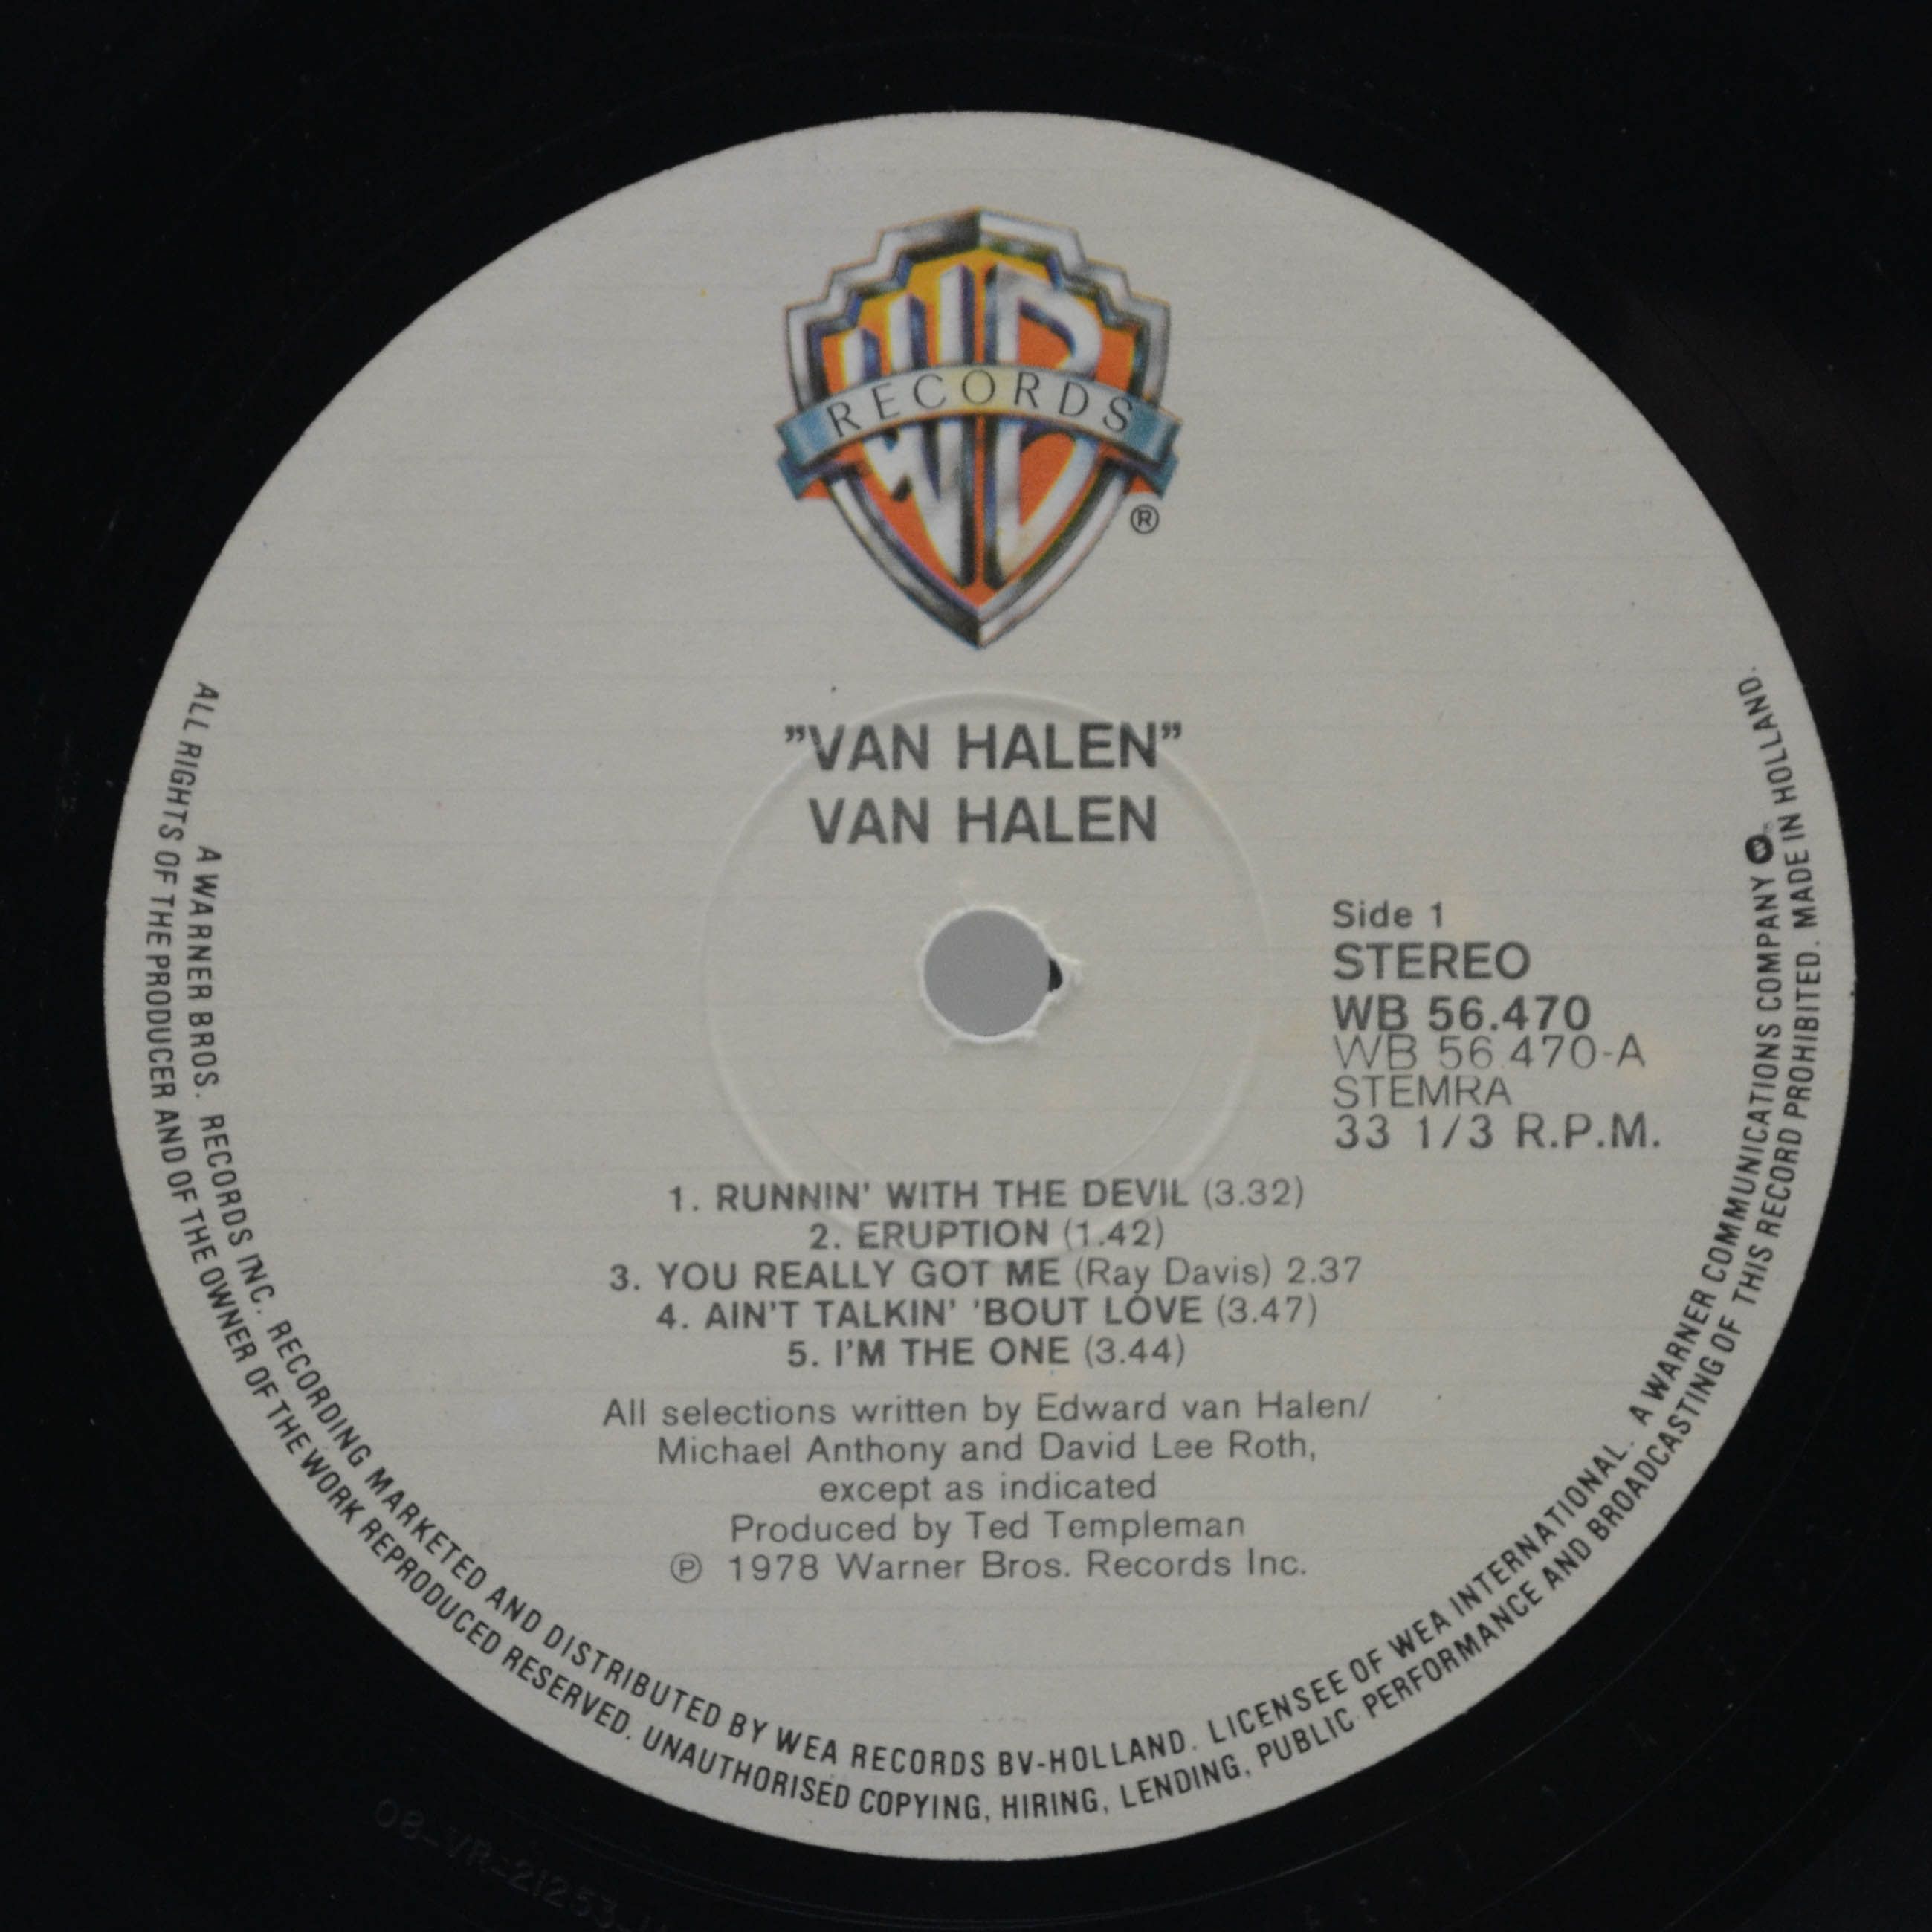 WB
RECORDS
®
”VAN HALEN”
VAN HALEN
Side 1
STEREO
WB 56.470
WB 56.470-A
STEMRA
33 1/3 R.P.M.
1. RUNNIN' WITH THE DEVIL (3.32)
2. ERUPTION (1.42)
3. YOU REALLY GOT ME (Ray Davis) 2.37
4. AIN'T TALKIN' 'BOUT LOVE (3.47)
5. I'M THE ONE (3.44)
All selections written by Edward van Halen/
Michael Anthony and David Lee Roth,
except as indicated
Produced by Ted Templeman
℗ 1978 Warner Bros. Records Inc.
A WARNER BROS. RECORDS INC. RECORDING MARKETED AND DISTRIBUTED BY WEA RECORDS BV-HOLLAND. LICENSEE OF WEA INTERNATIONAL. A WARNER COMMUNICATIONS COMPANY
ALL RIGHTS OF THE PRODUCER AND OF THE OWNER OF THE WORK REPRODUCED RESERVED. UNAUTHORISED COPYING, HIRING, LENDING, PUBLIC PERFORMANCE AND BROADCASTING OF THIS RECORD PROHIBITED. MADE IN HOLLAND.